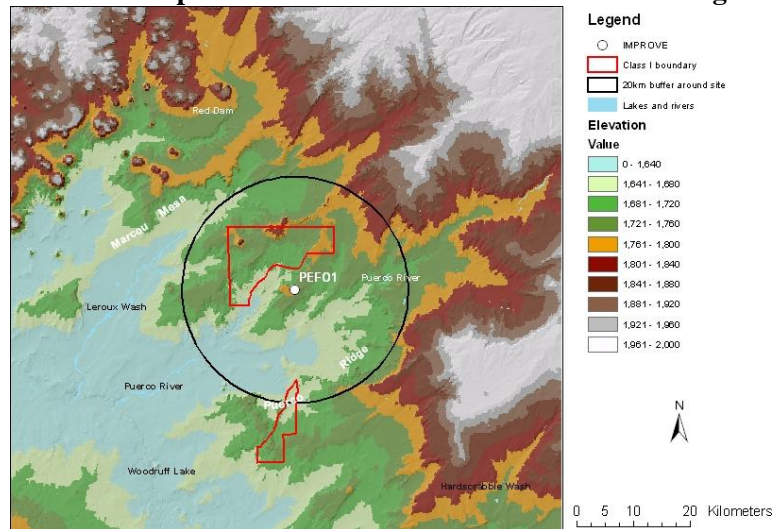 Red Dam
Marcou Mesa
PEFO1
Puerco River
Leroux Wash
Ridge
Puerco River
Puerco
Woodruff Lake
Hardscrabble Wash
Legend
IMPROVE
Class I boundary
20km buffer around site
Lakes and rivers
Elevation
Value
0 - 1,640
1,641 - 1,680
1,681 - 1,720
1,721 - 1,760
1,761 - 1,800
1,801 - 1,840
1,841 - 1,880
1,881 - 1,920
1,921 - 1,960
1,961 - 2,000
N
0 5 10 20 Kilometers